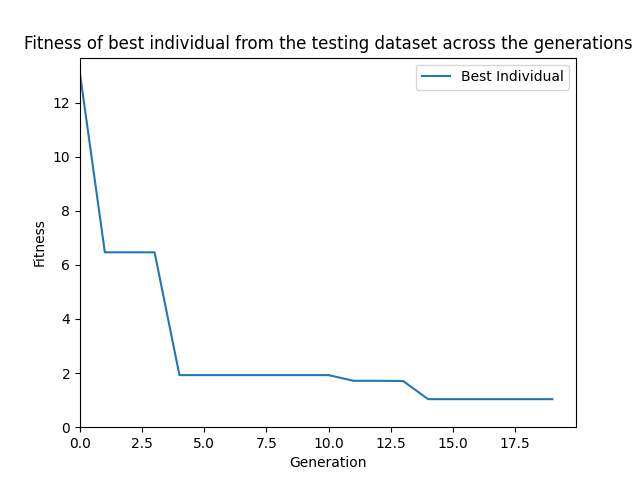 Fitness of best individual from the testing dataset across the generations
Best Individual
12
10
8
6
4
2
0
Fitness
0.0 2.5 5.0 7.5 10.0 12.5 15.0 17.5
Generation